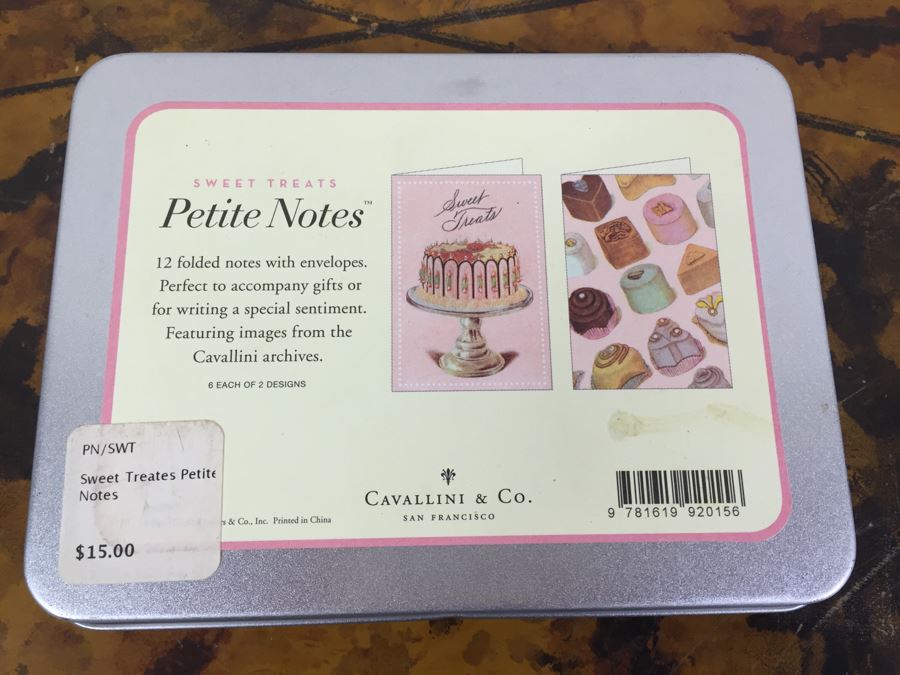 SWEET TREATS
Petite Notes™
12 folded notes with envelopes.
Perfect to accompany gifts or
for writing a special sentiment.
Featuring images from the
Cavallini archives.
6 EACH OF 2 DESIGNS
Sweet
Treats
PN/SWT
Sweet Treates Petite
Notes
$15.00
& Co., Inc. Printed in China
CAVALLINI & CO.
SAN FRANCISCO
9 781619 920156